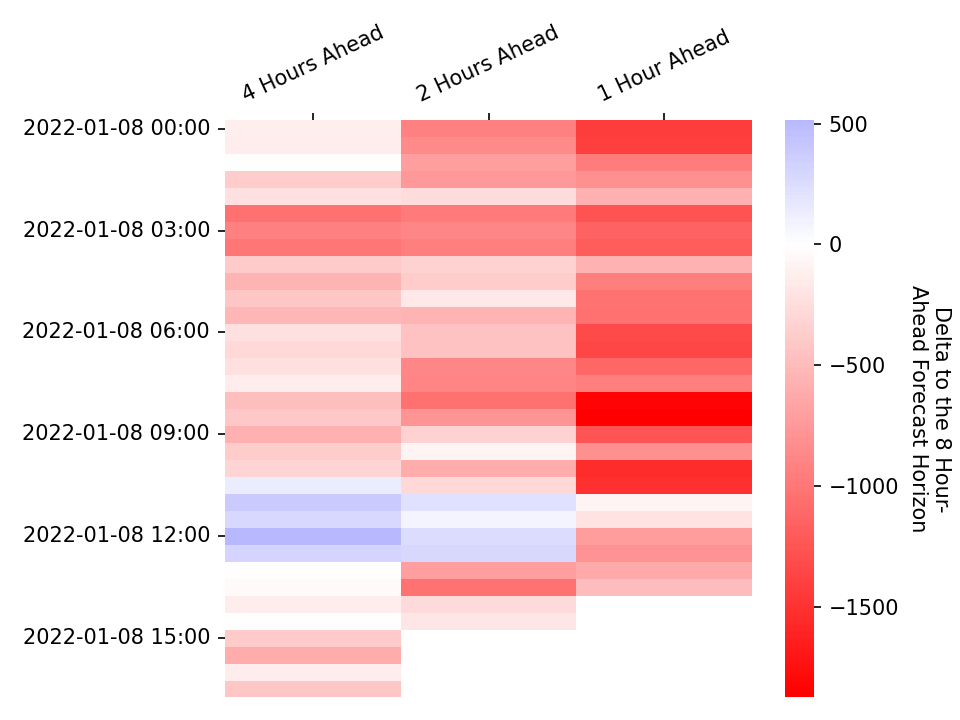 4 Hours Ahead
2 Hours Ahead
1 Hour Ahead
2022-01-08 00:00
2022-01-08 03:00
2022-01-08 06:00
2022-01-08 09:00
2022-01-08 12:00
2022-01-08 15:00
500
0
−500
−1000
−1500
Delta to the 8 Hour-
Ahead Forecast Horizon